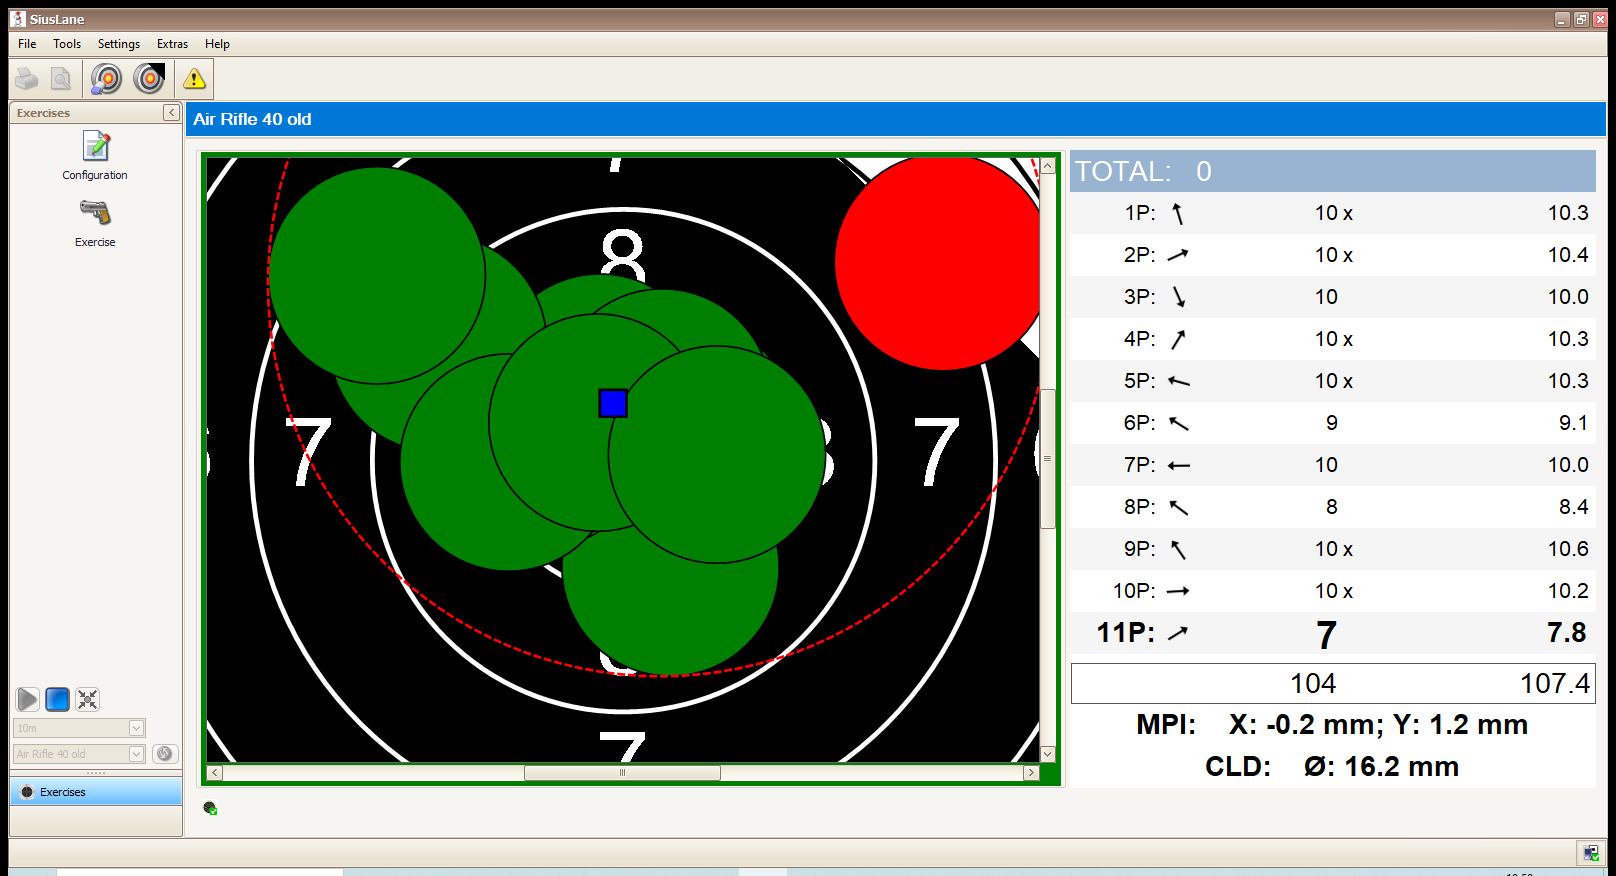 SiusLane
File Tools Settings Extras Help
Exercises
Configuration
Exercise
10m
Air Rifle 40 old
Exercises
Air Rifle 40 old
7
8
7
7
7
TOTAL: 0
1P: 10 x 10.3
2P: 10 x 10.4
3P: 10 10.0
4P: 10 x 10.3
5P: 10 x 10.3
6P: 9 9.1
7P: 10 10.0
8P: 8 8.4
9P: 10 x 10.6
10P: 10 x 10.2
11P: 7 7.8
104 107.4
MPI: X: -0.2 mm; Y: 1.2 mm
CLD: Ø: 16.2 mm